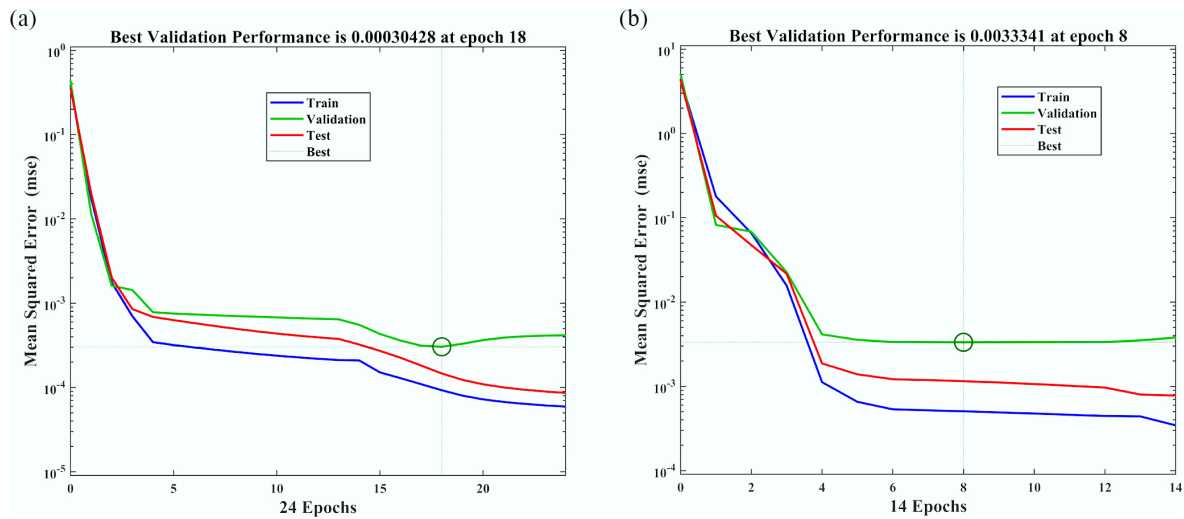 (a)
Best Validation Performance is 0.00030428 at epoch 18
Mean Squared Error (mse)
10^0
10^-1
10^-2
10^-3
10^-4
10^-5
Train
Validation
Test
Best
0 5 10 15 20
24 Epochs
(b)
Best Validation Performance is 0.0033341 at epoch 8
Mean Squared Error (mse)
10^1
10^0
10^-1
10^-2
10^-3
10^-4
Train
Validation
Test
Best
0 2 4 6 8 10 12 14
14 Epochs